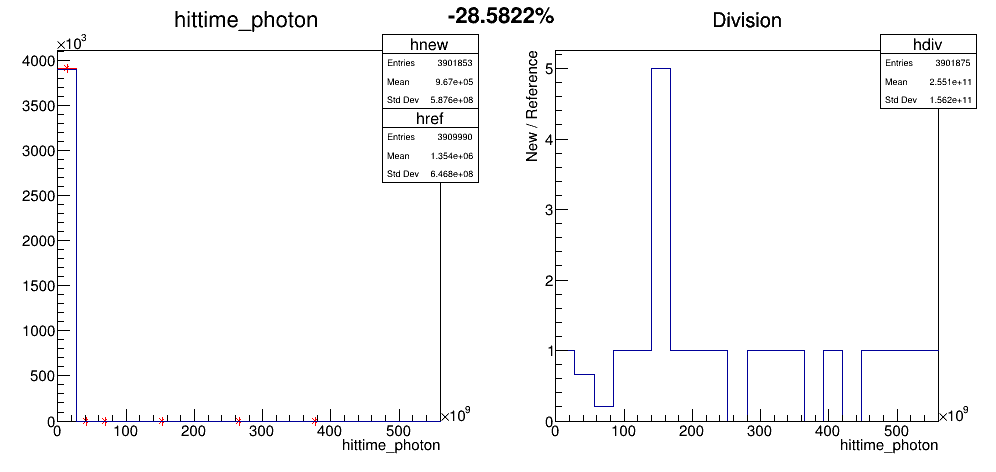 -28.5822%
hittime_photon
×10³
hnew
Entries 3901853
Mean 9.67e+05
Std Dev 5.876e+08
href
Entries 3909990
Mean 1.354e+06
Std Dev 6.468e+08
4000
3500
3000
2500
2000
1500
1000
500
0
0 100 200 300 400 500
×10⁹
hittime_photon
Division
hdiv
Entries 3901875
Mean 2.551e+11
Std Dev 1.562e+11
New / Reference
5
4
3
2
1
0
0 100 200 300 400 500
×10⁹
hittime_photon